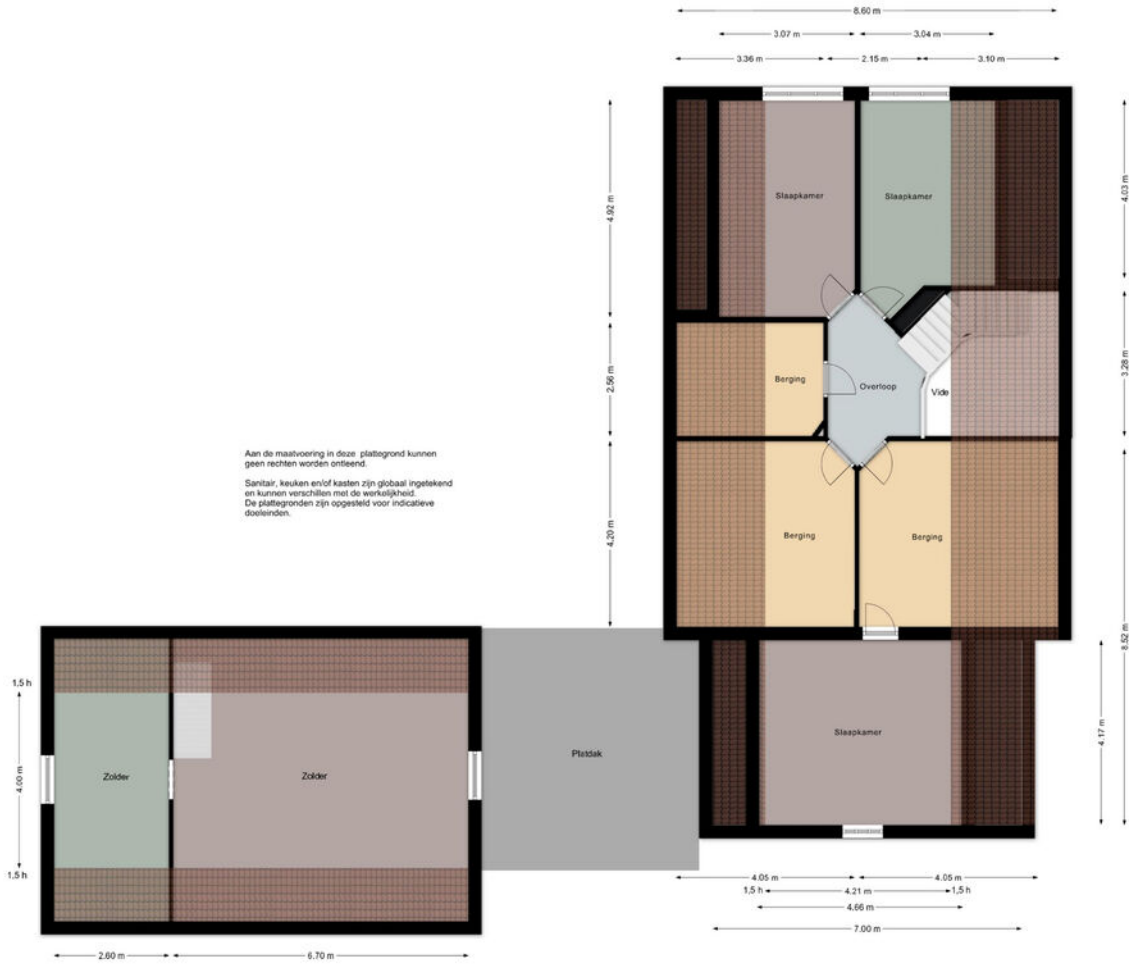 8.60 m
3.07 m
3.04 m
3.36 m
2.15 m
3.10 m
4.92 m
4.03 m
Slaapkamer
Slaapkamer
2.56 m
3.28 m
Berging
Overloop
Vide
Aan de maatvoering in deze plattegrond kunnen
geen rechten worden ontleend.
Sanitair, keuken en/of kasten zijn globaal ingetekend
en kunnen verschillen met de werkelijkheid.
De plattegronden zijn opgesteld voor indicatieve
doeleinden.
4.20 m
Berging
Berging
8.52 m
1,5 h
4.00 m
Zolder
Zolder
Platdak
Slaapkamer
4.17 m
1,5 h
4.05 m
4.05 m
1,5 h
4.21 m
1,5 h
4.66 m
7.00 m
2.60 m
6.70 m